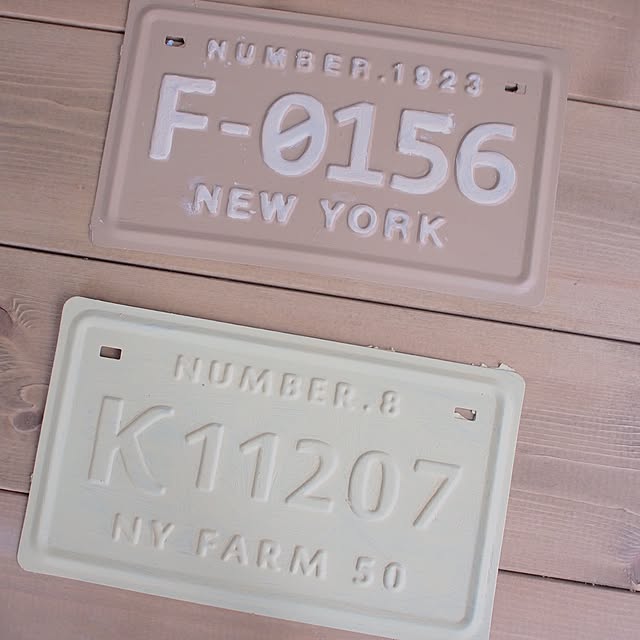 NUMBER.1923
F-0156
NEW YORK
NUMBER.8
K11207
NY FARM 50